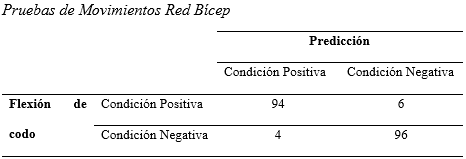 Pruebas de Movimientos Red Bícep
Predicción
Condición Positiva Condición Negativa
Flexión de Condición Positiva 94 6
codo Condición Negativa 4 96